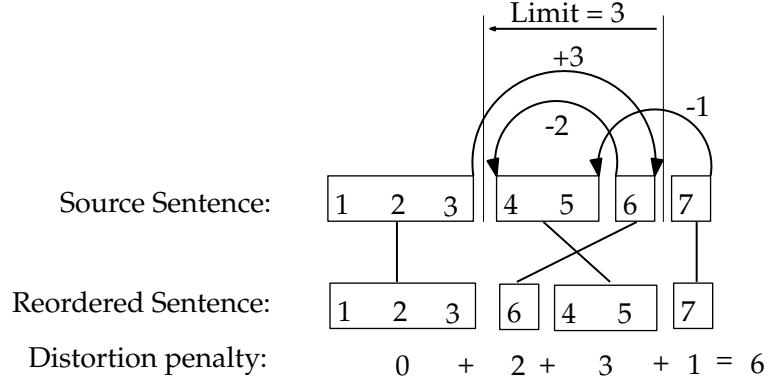 Limit = 3
+3
-1
-2
Source Sentence: 1 2 3 4 5 6 7
Reordered Sentence: 1 2 3 6 4 5 7
Distortion penalty: 0 + 2 + 3 + 1 = 6